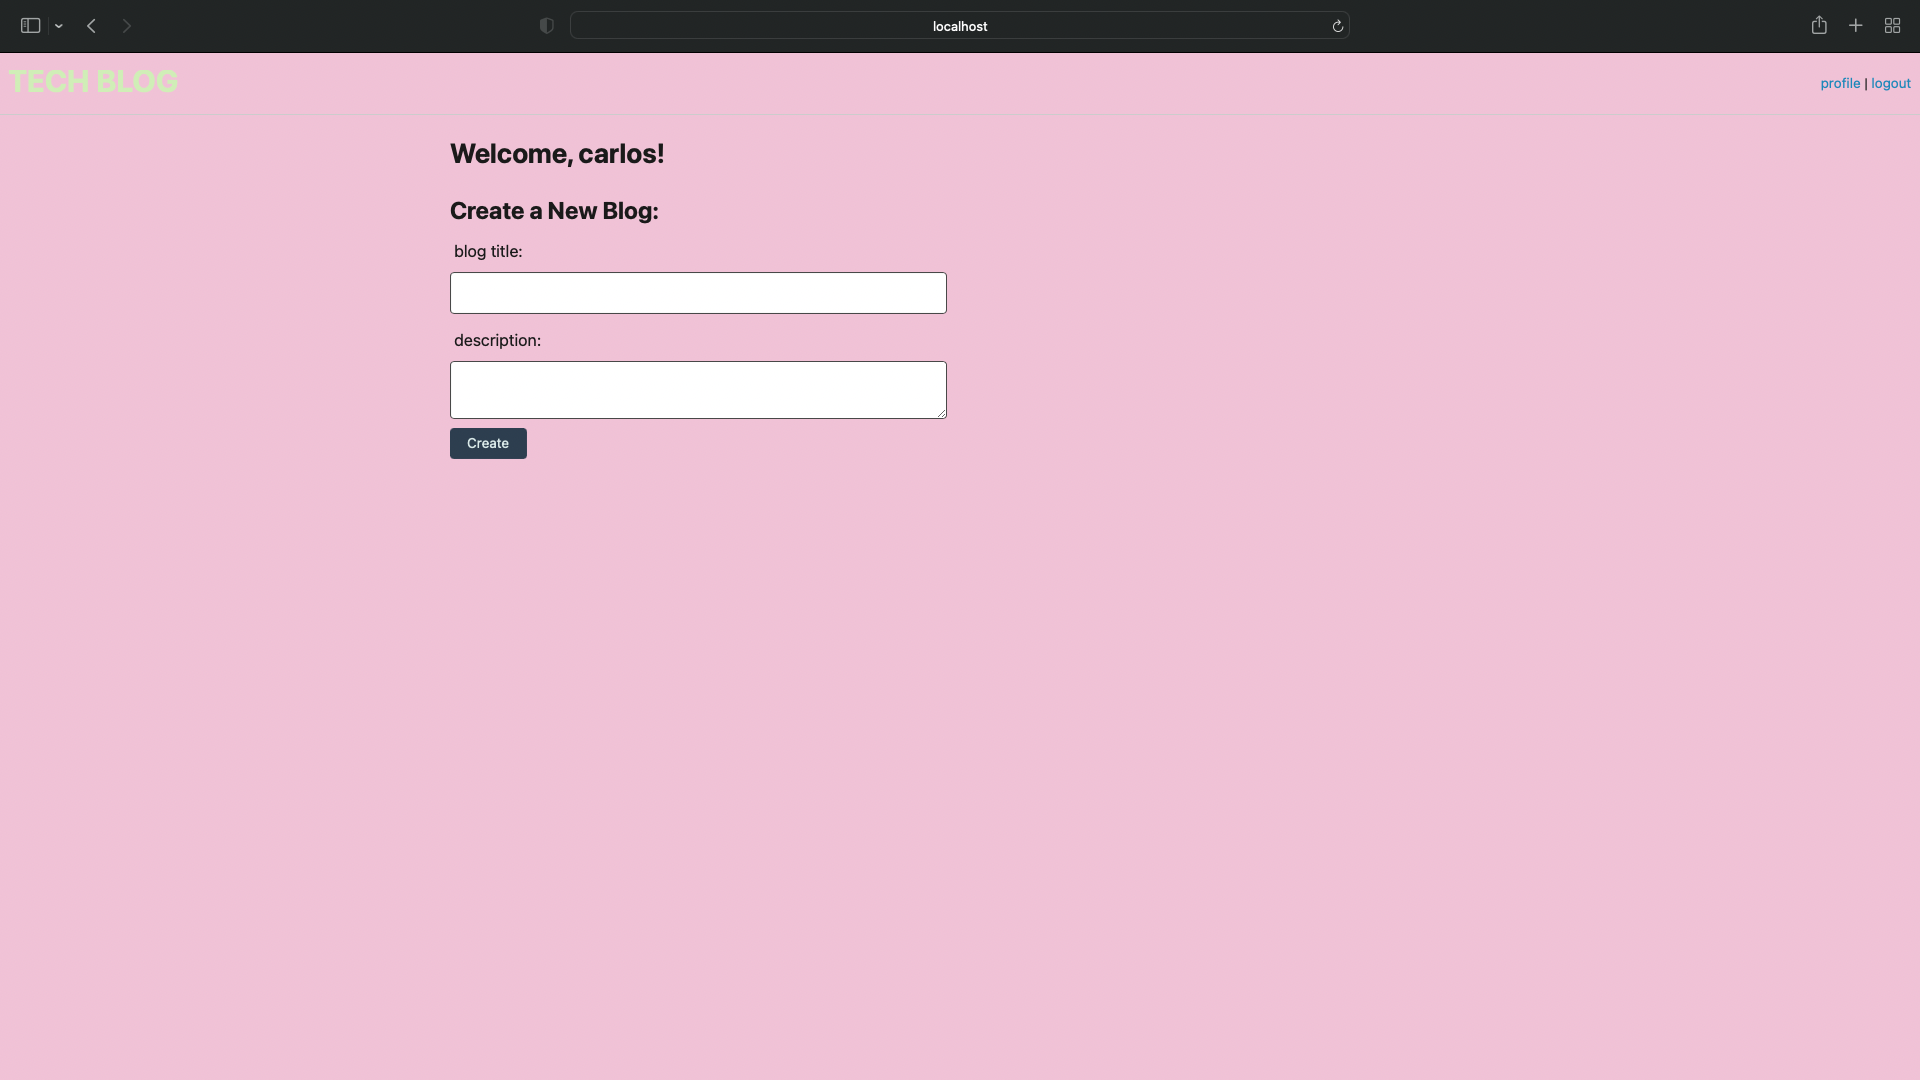 localhost
TECH BLOG
profile | logout
Welcome, carlos!
Create a New Blog:
blog title:
description:
Create